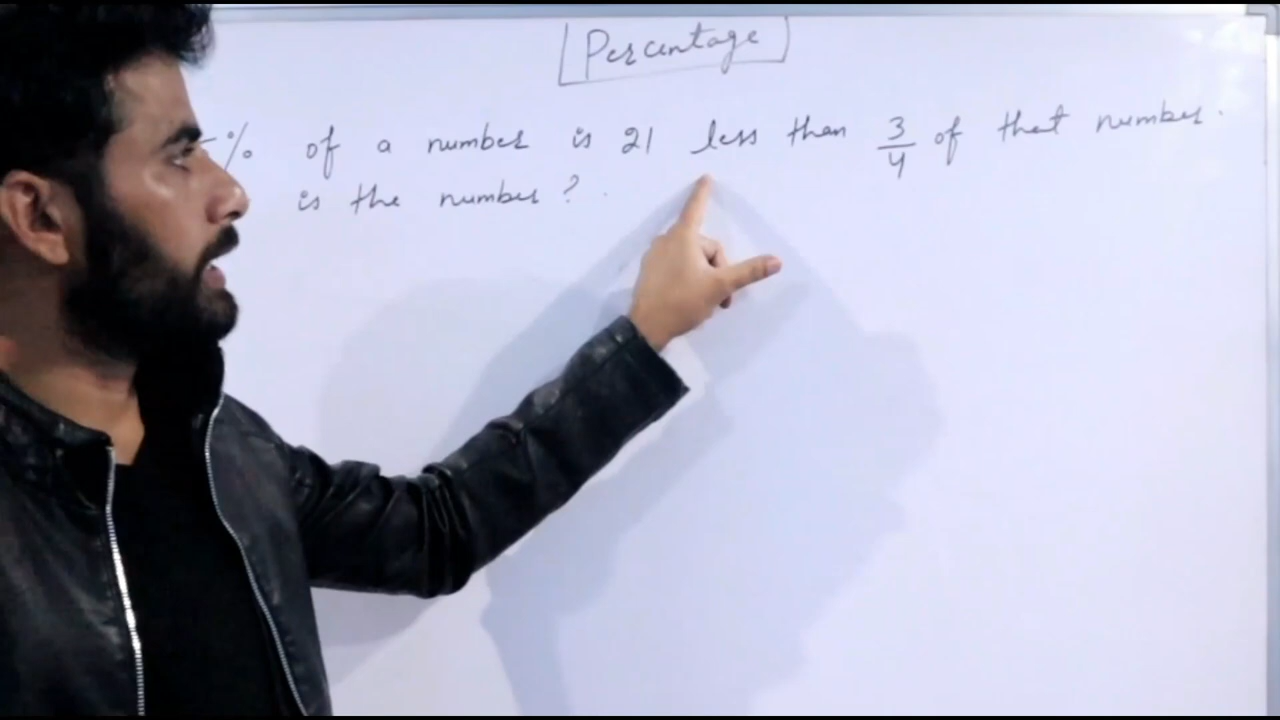 Percentage
% of a number is 21 less than 3/4 of that number.
is the number?